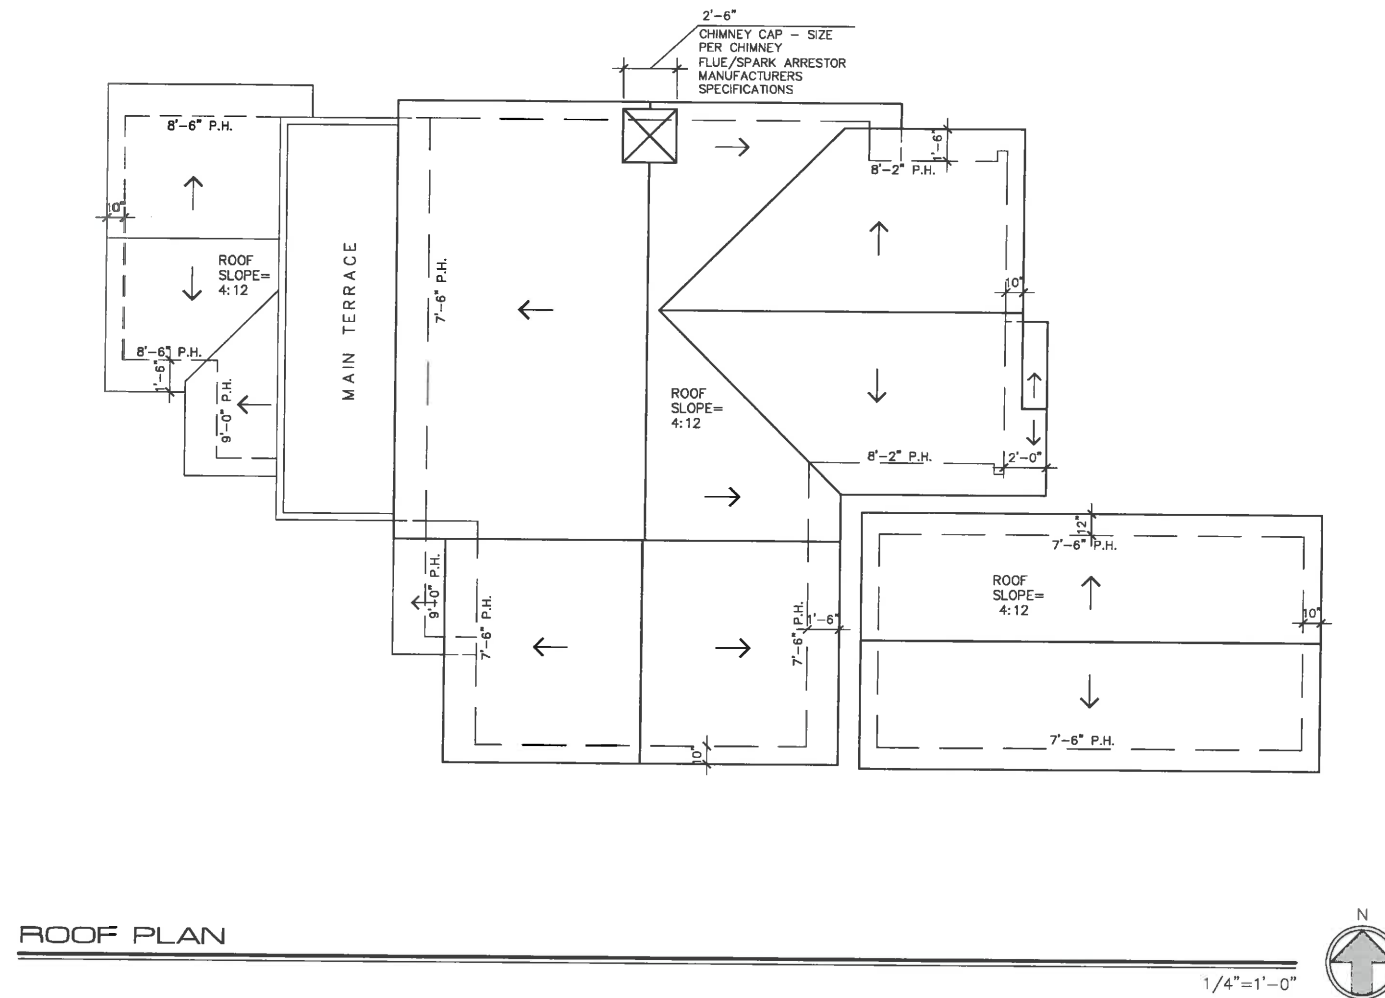 2'-6"
CHIMNEY CAP - SIZE
PER CHIMNEY
FLUE/SPARK ARRESTOR
MANUFACTURERS
SPECIFICATIONS
8'-6" P.H.
1'-6"
8'-2" P.H.
10"
ROOF
SLOPE=
4:12
MAIN TERRACE
7'-6" P.H.
10"
8'-6" P.H.
1'-6"
9'-0" P.H.
ROOF
SLOPE=
4:12
8'-2" P.H.
2'-0"
12"
7'-6" P.H.
9'-0" P.H.
7'-6" P.H.
7'-6" P.H.
1'-6"
ROOF
SLOPE=
4:12
10"
10"
7'-6" P.H.
ROOF PLAN
N
1/4"=1'-0"